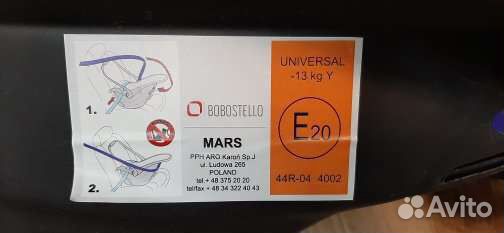 1.
2.
BOBOSTELLO
MARS
PPH ARO Karoń Sp.J
ul. Ludowa 265
POLAND
tel.+ 48 375 20 20
tel/fax + 48 34 322 40 43
UNIVERSAL
-13 kg Y
E20
44R-04 4002
Avito